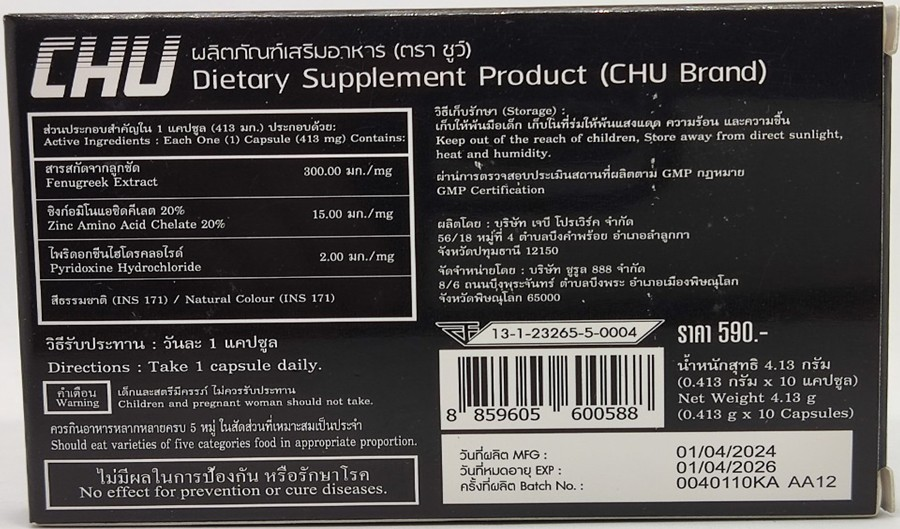 CHU
ผลิตภัณฑ์เสริมอาหาร (ตรา ชูว์)
Dietary Supplement Product (CHU Brand)
ส่วนประกอบสำคัญใน 1 แคปซูล (413 มก.) ประกอบด้วย:
Active Ingredients : Each One (1) Capsule (413 mg) Contains:
สารสกัดจากลูกซัด 300.00 มก./mg
Fenugreek Extract
ซิงก์อมิโนแอซิดคีเลต 20% 15.00 มก./mg
Zinc Amino Acid Chelate 20%
ไพริดอกซีนไฮโดรคลอไรด์ 2.00 มก./mg
Pyridoxine Hydrochloride
สีธรรมชาติ (INS 171) / Natural Colour (INS 171)
วิธีรับประทาน : วันละ 1 แคปซูล
Directions : Take 1 capsule daily.
คำเตือน
Warning
เด็กและสตรีมีครรภ์ ไม่ควรรับประทาน
Children and pregnant woman should not take.
ควรกินอาหารหลากหลายครบ 5 หมู่ ในสัดส่วนที่เหมาะสมเป็นประจำ
Should eat varieties of five categories food in appropriate proportion.
ไม่มีผลในการป้องกัน หรือรักษาโรค
No effect for prevention or cure diseases.
วิธีเก็บรักษา (Storage) :
เก็บให้พ้นมือเด็ก เก็บในที่ร่มให้พ้นแสงแดด ความร้อน และความชื้น
Keep out of the reach of children, Store away from direct sunlight,
heat and humidity.
ผ่านการตรวจสอบประเมินสถานที่ผลิตตาม GMP กฎหมาย
GMP Certification
ผลิตโดย : บริษัท เจบี โปรเวิร์ค จำกัด
56/18 หมู่ที่ 4 ตำบลบึงคำพร้อย อำเภอลำลูกกา
จังหวัดปทุมธานี 12150
จัดจำหน่ายโดย : บริษัท ชูรูล 888 จำกัด
8/6 ถนนบึงพระจันทร์ ตำบลบึงพระ อำเภอเมืองพิษณุโลก
จังหวัดพิษณุโลก 65000
13-1-23265-5-0004
ราคา 590.-
8 859605 600588
น้ำหนักสุทธิ 4.13 กรัม
(0.413 กรัม x 10 แคปซูล)
Net Weight 4.13 g
(0.413 g x 10 Capsules)
วันที่ผลิต MFG : 01/04/2024
วันที่หมดอายุ EXP : 01/04/2026
ครั้งที่ผลิต Batch No. : 0040110KA AA12